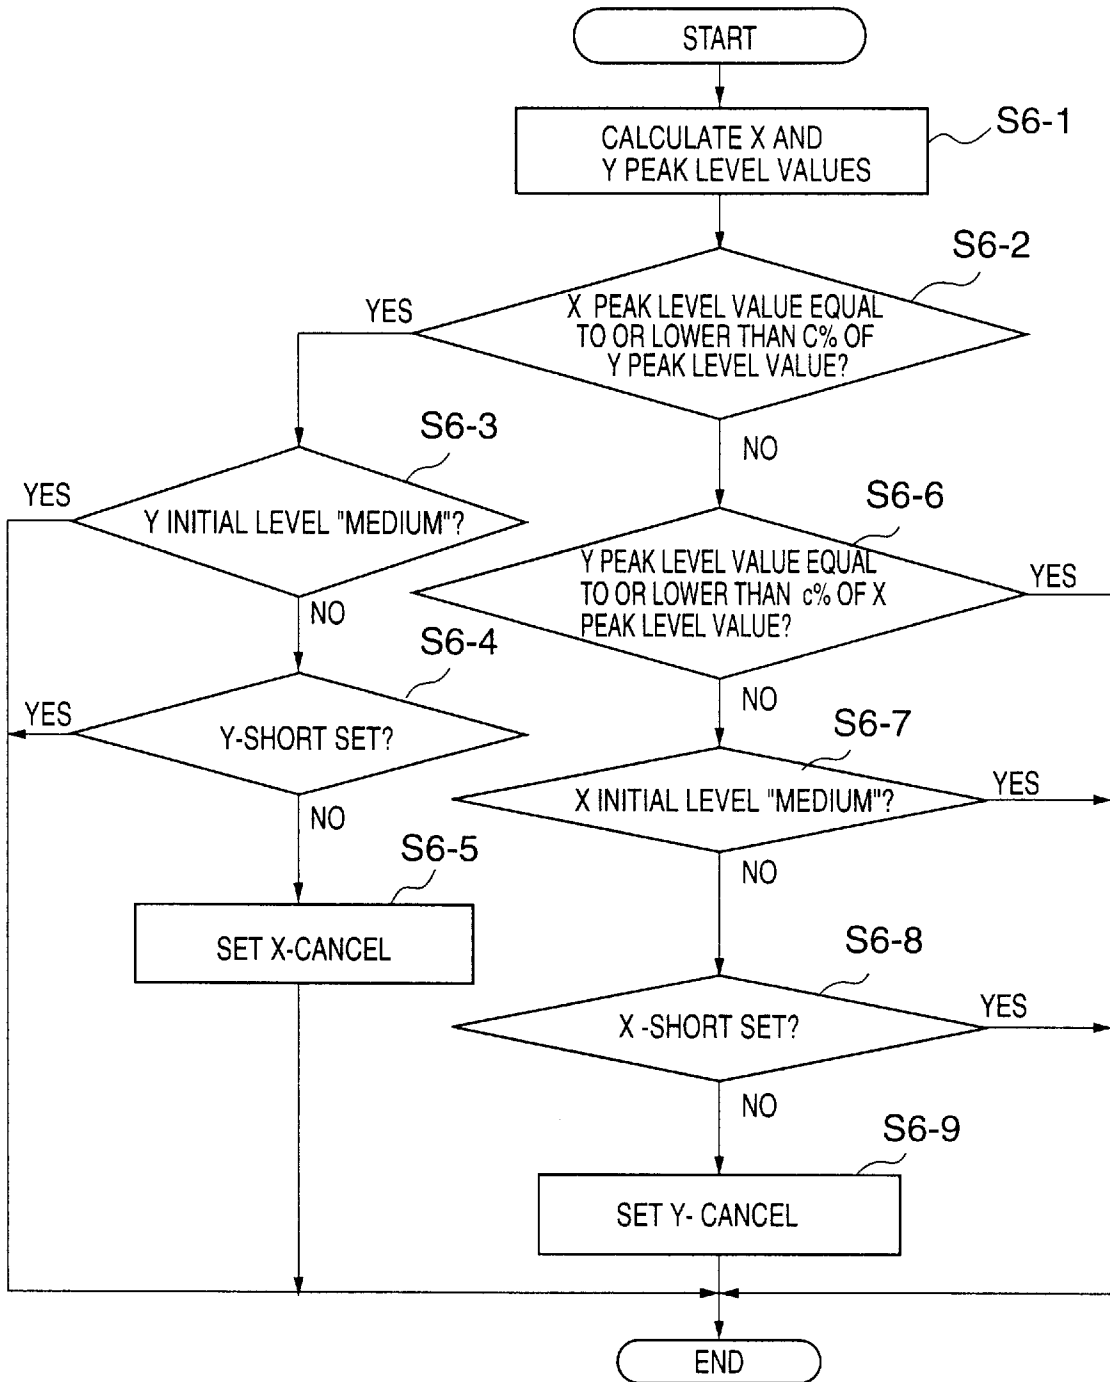 START
CALCULATE X AND
Y PEAK LEVEL VALUES
S6-1
S6-2
X PEAK LEVEL VALUE EQUAL
TO OR LOWER THAN C% OF
Y PEAK LEVEL VALUE?
YES
NO
S6-3
YES
Y INITIAL LEVEL "MEDIUM"?
NO
S6-4
YES
Y-SHORT SET?
NO
S6-5
SET X-CANCEL
S6-6
Y PEAK LEVEL VALUE EQUAL
TO OR LOWER THAN c% OF X
PEAK LEVEL VALUE?
YES
NO
S6-7
X INITIAL LEVEL "MEDIUM"?
YES
NO
S6-8
X -SHORT SET?
YES
NO
S6-9
SET Y- CANCEL
END